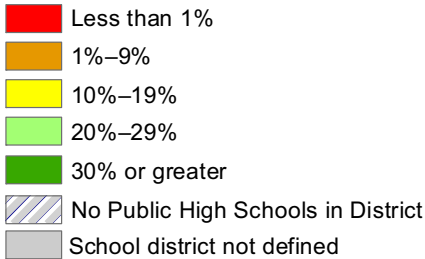 Less than 1%
1%–9%
10%–19%
20%–29%
30% or greater
No Public High Schools in District
School district not defined